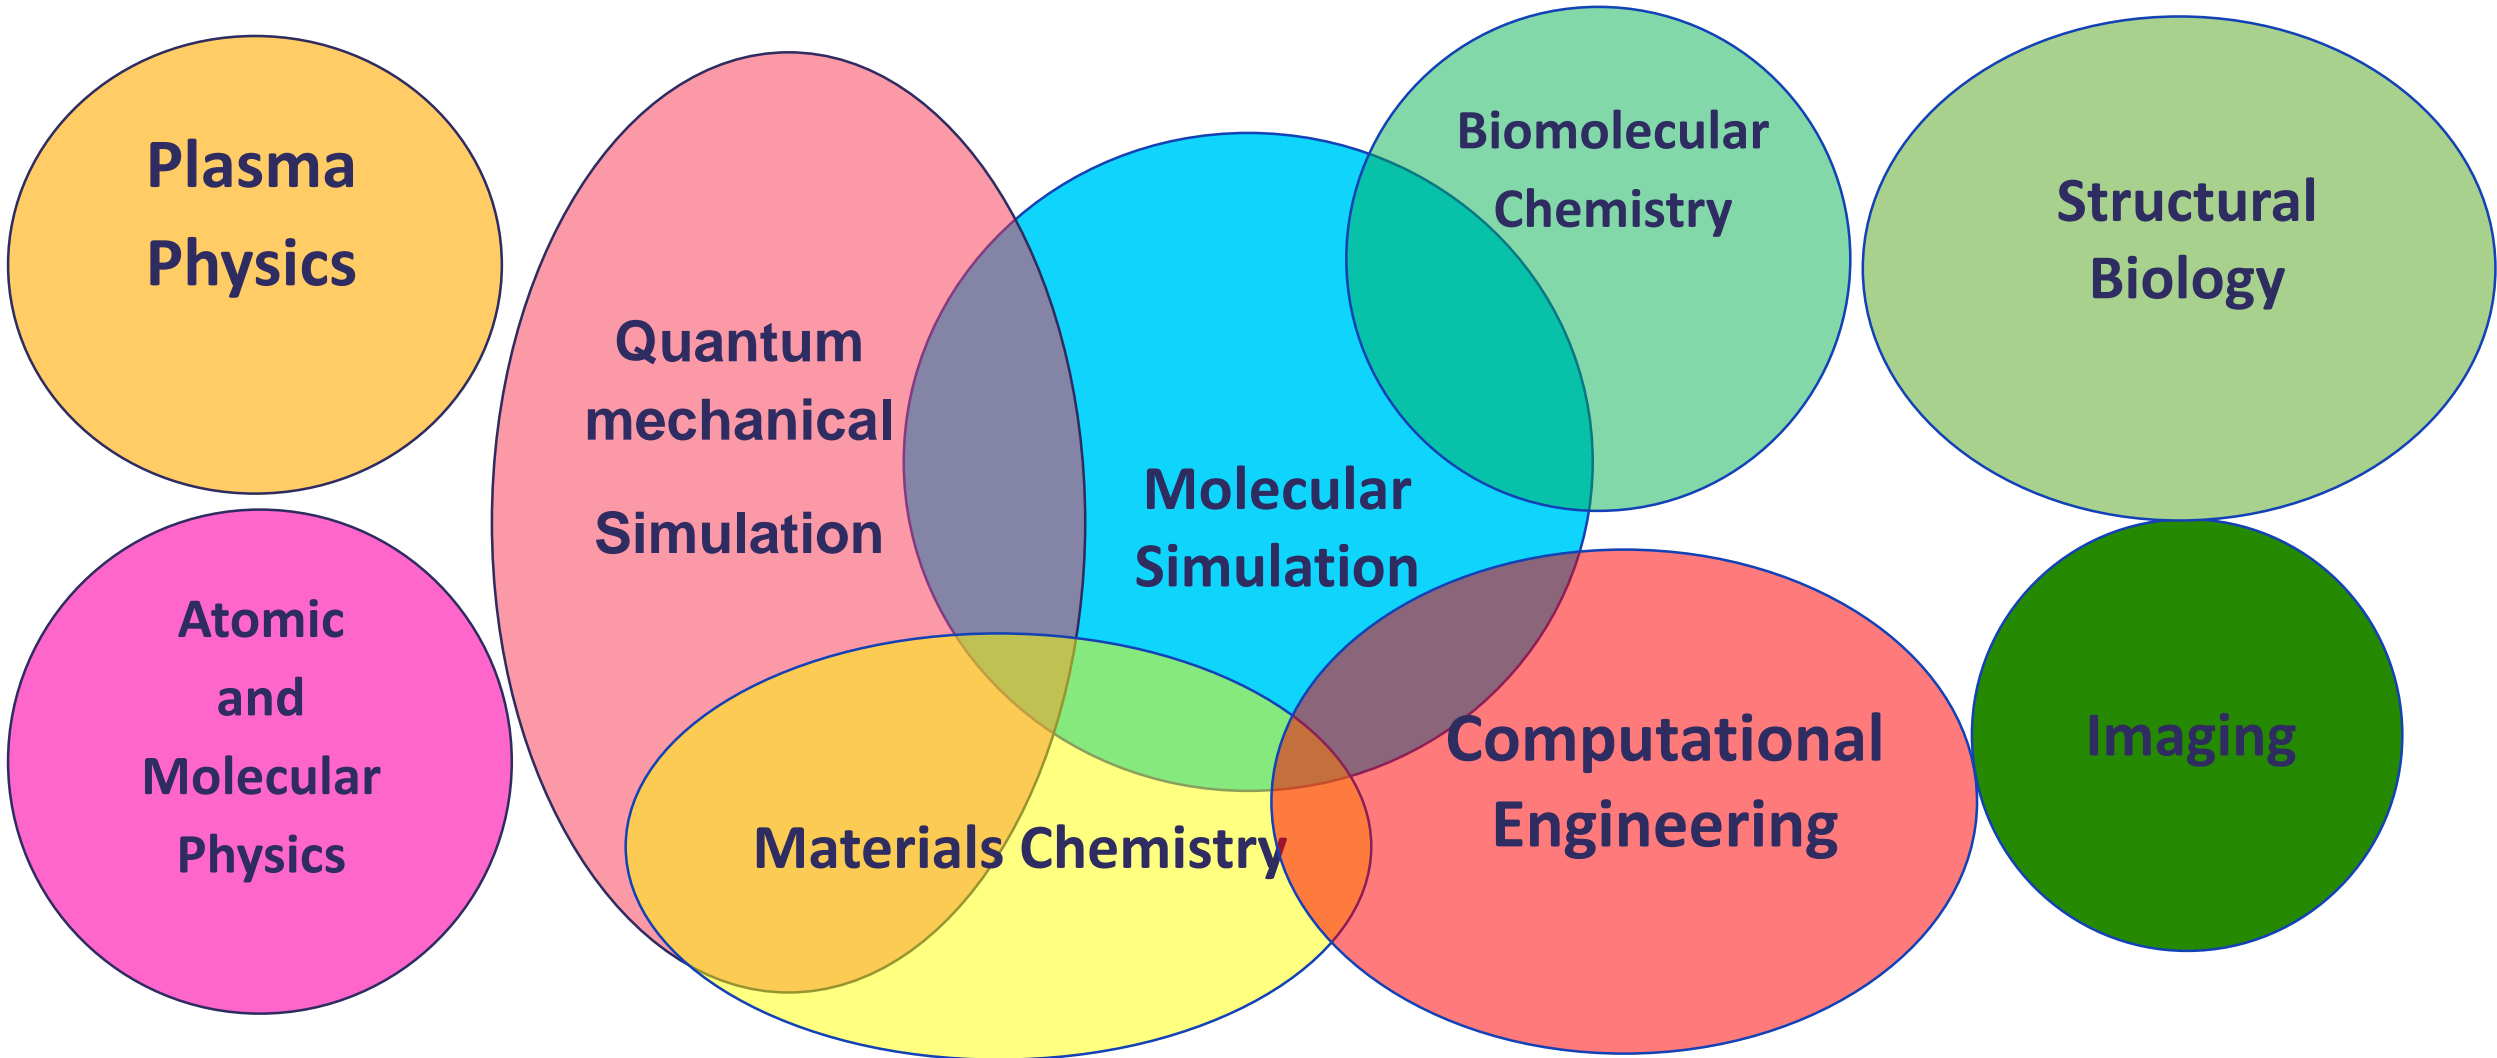 Plasma
Physics
Quantum
mechanical
Simulation
Biomolecular
Chemistry
Structural
Biology
Molecular
Simulation
Atomic
and
Molecular
Physics
Materials Chemistry
Computational
Engineering
Imaging